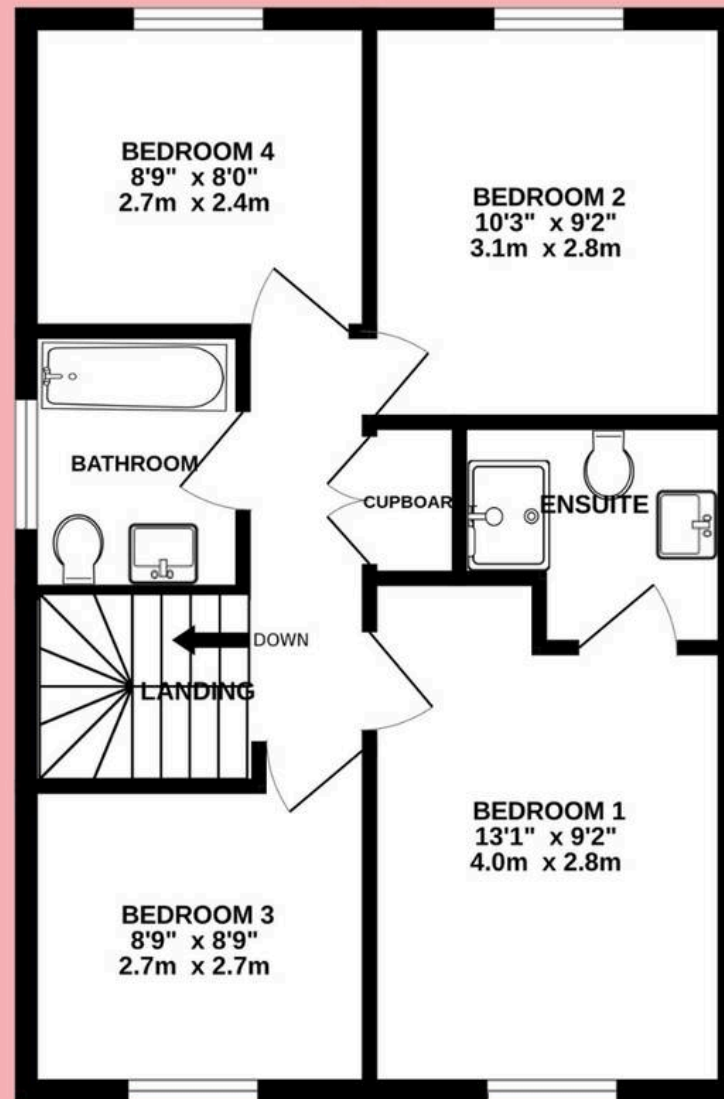 BEDROOM 4
8'9" x 8'0"
2.7m x 2.4m
BEDROOM 2
10'3" x 9'2"
3.1m x 2.8m
BATHROOM
CUPBOAR
ENSUITE
DOWN
LANDING
BEDROOM 1
13'1" x 9'2"
4.0m x 2.8m
BEDROOM 3
8'9" x 8'9"
2.7m x 2.7m